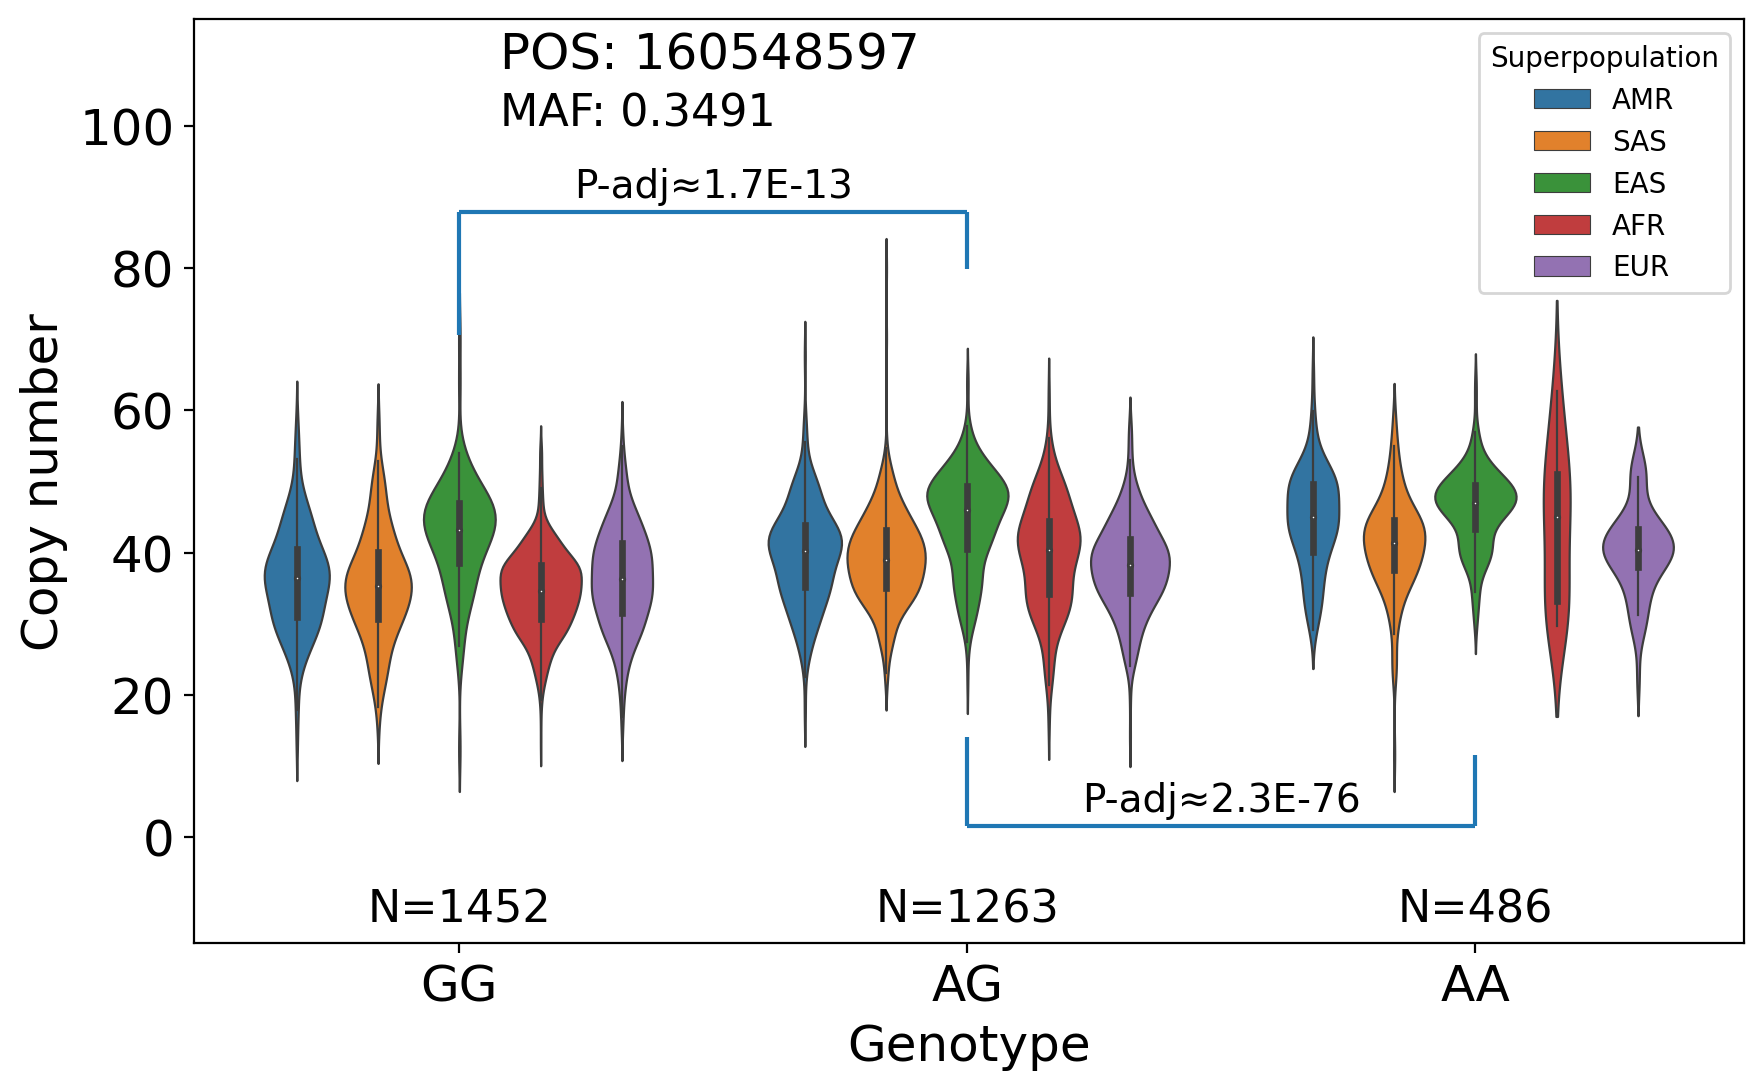 POS: 160548597
MAF: 0.3491
P-adj≈1.7E-13
Superpopulation
AMR
SAS
EAS
AFR
EUR
Copy number
100
80
60
40
20
0
P-adj≈2.3E-76
N=1452
N=1263
N=486
GG
AG
AA
Genotype